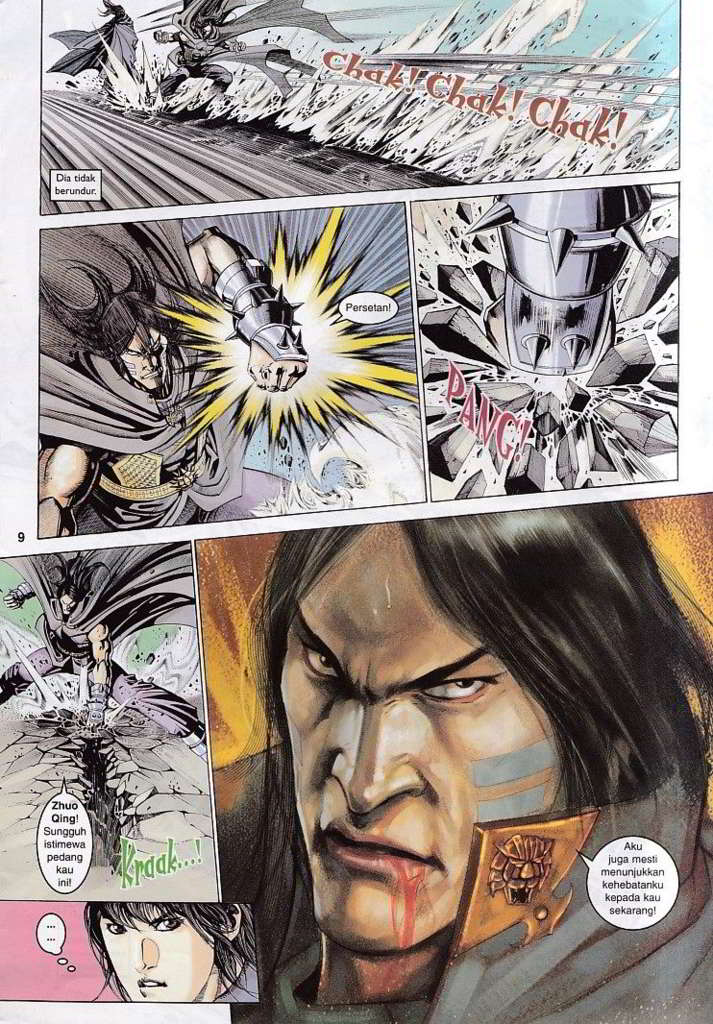 Chak! Chak! Chak!
Dia tidak
berundur.
Persetan!
PANG!
9
Zhuo
Qing!
Sungguh
istimewa
pedang
kau
ini!
Kraak...!
Aku
juga mesti
menunjukkan
kehebatanku
kepada kau
sekarang!
...
...